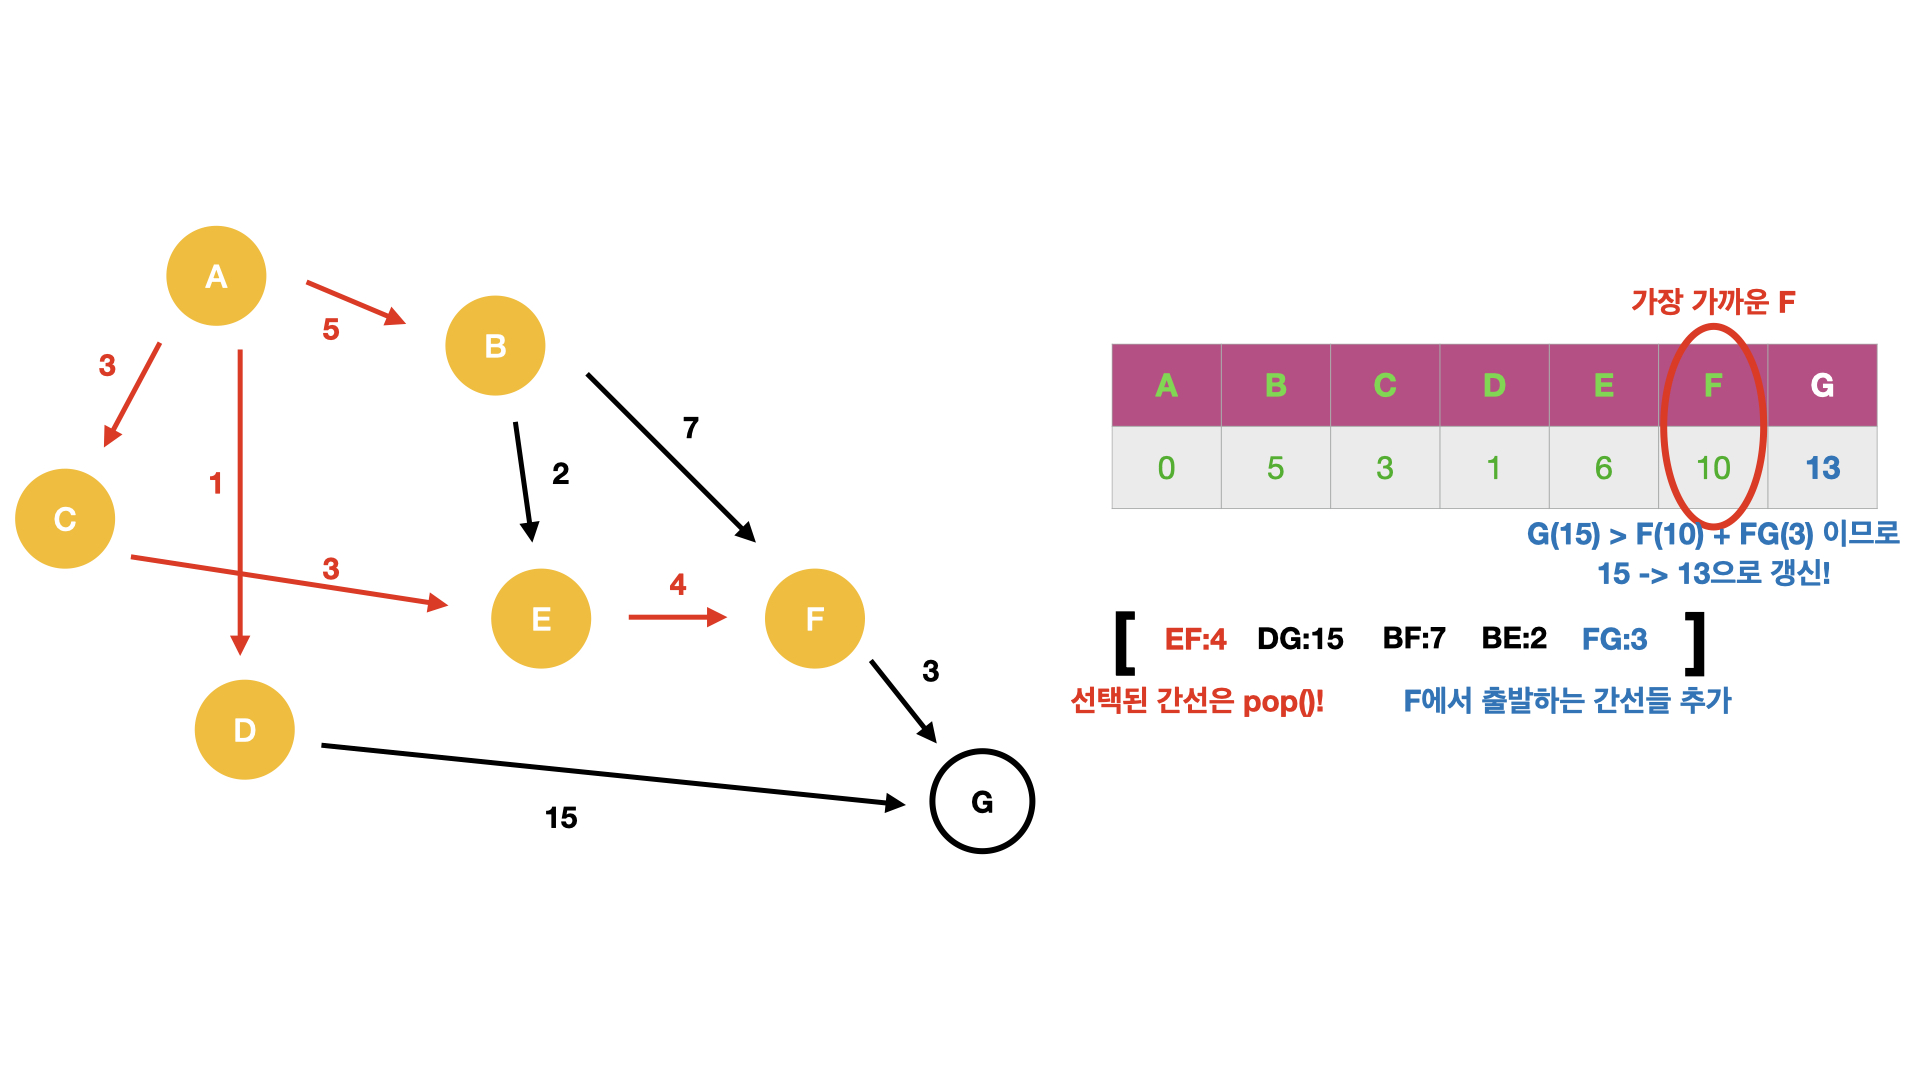 A
5
B
3
7
1
2
C
3
E
4
F
3
D
15
G
가장 가까운 F
A B C D E F G
0 5 3 1 6 10 13
G(15) > F(10) + FG(3) 이므로
15 -> 13으로 갱신!
[ EF:4 DG:15 BF:7 BE:2 FG:3 ]
선택된 간선은 pop()! F에서 출발하는 간선들 추가